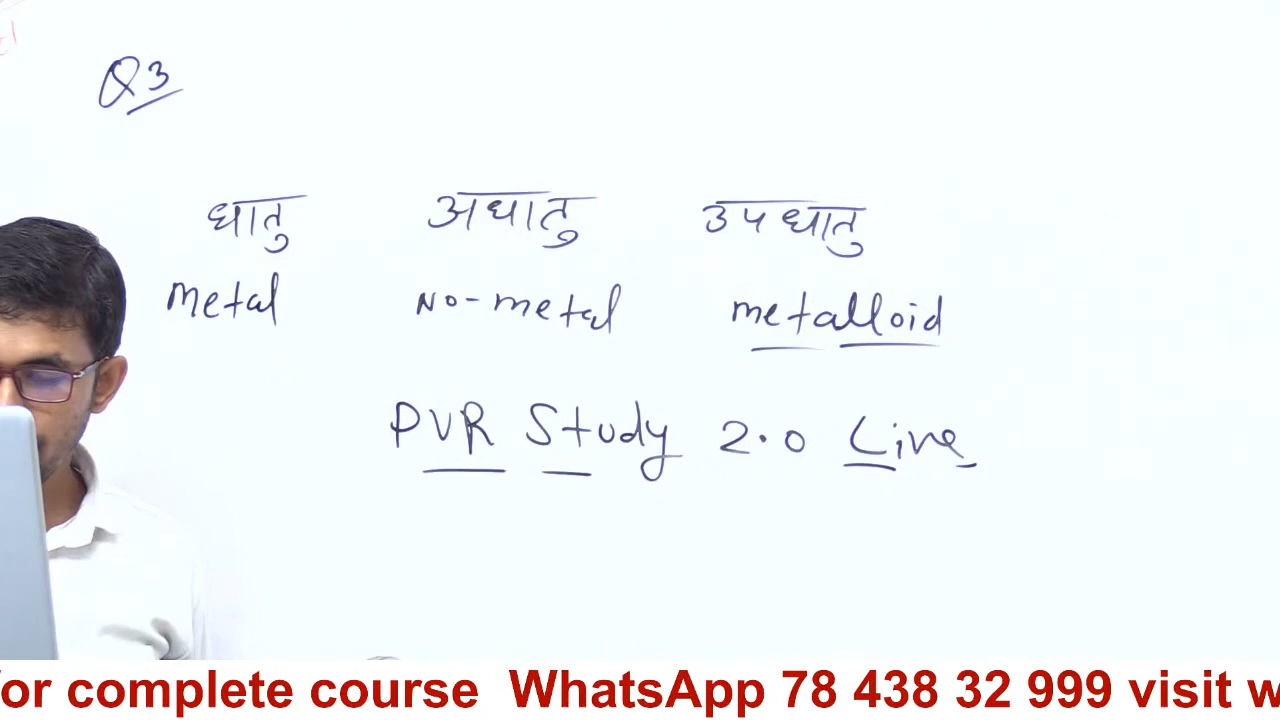 Q3
धातु अधातु उपधातु
metal No-metal metalloid
PVR Study 2.0 Live
for complete course WhatsApp 78 438 32 999 visit w